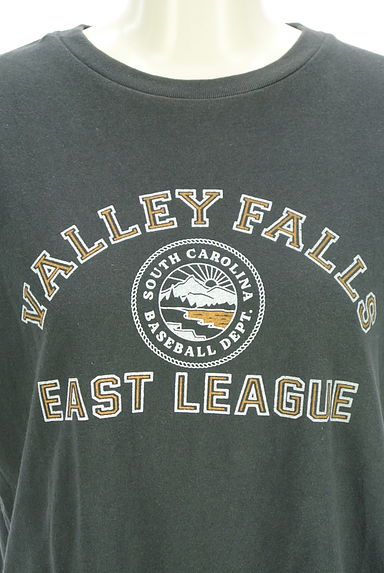 VALLEY FALLS
SOUTH CAROLINA
BASEBALL DEPT.
EAST LEAGUE